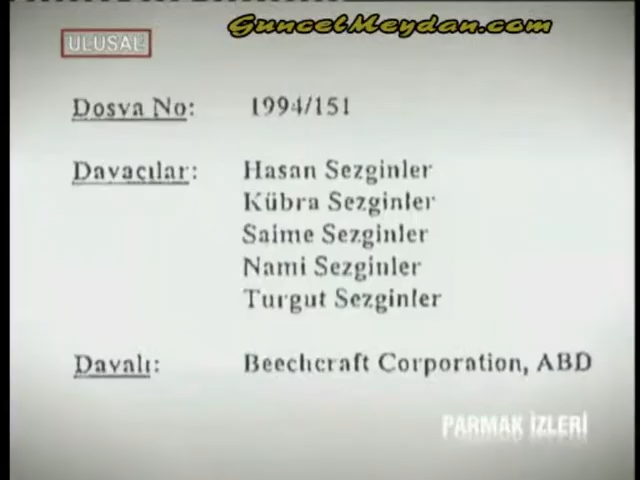 GuncelMeydan.com
ULUSAL
Dosya No: 1994/151
Davacılar: Hasan Sezginler
Kübra Sezginler
Saime Sezginler
Nami Sezginler
Turgut Sezginler
Davalı: Beechcraft Corporation, ABD
PARMAK İZLERİ